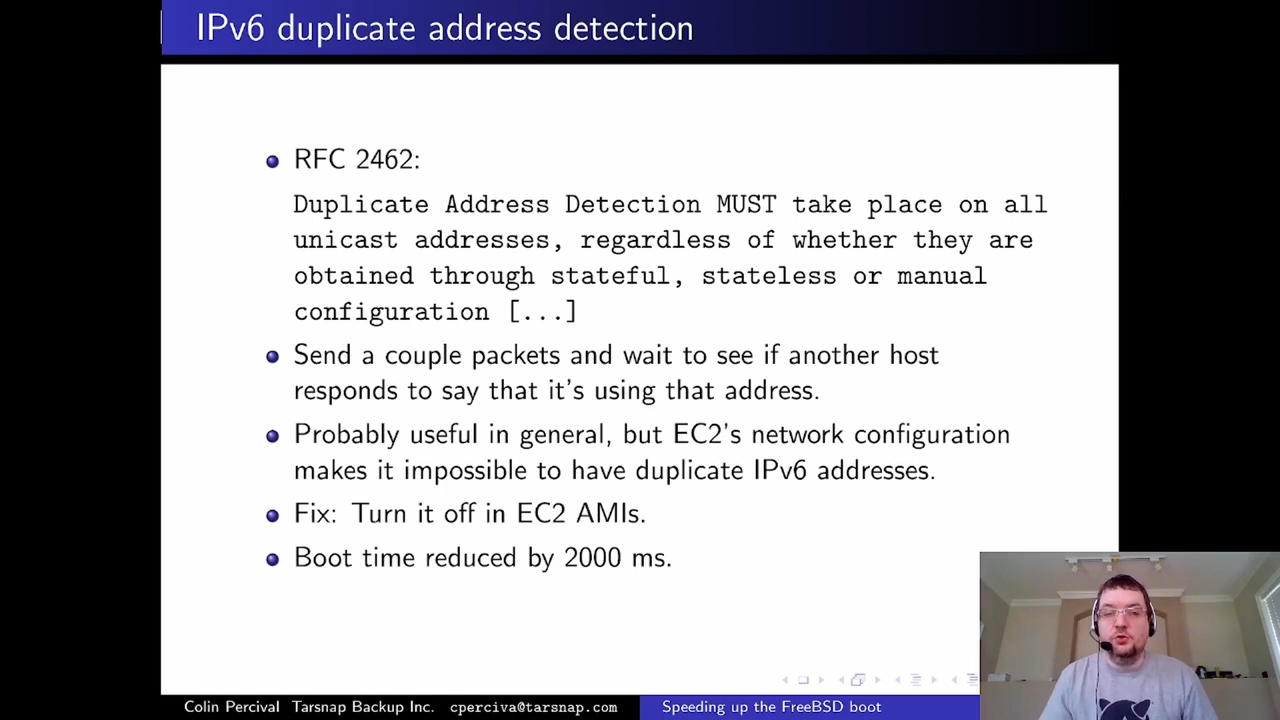 IPv6 duplicate address detection
RFC 2462:
Duplicate Address Detection MUST take place on all
unicast addresses, regardless of whether they are
obtained through stateful, stateless or manual
configuration [...]
Send a couple packets and wait to see if another host
responds to say that it's using that address.
Probably useful in general, but EC2's network configuration
makes it impossible to have duplicate IPv6 addresses.
Fix: Turn it off in EC2 AMIs.
Boot time reduced by 2000 ms.
Colin Percival Tarsnap Backup Inc. cperciva@tarsnap.com
Speeding up the FreeBSD boot